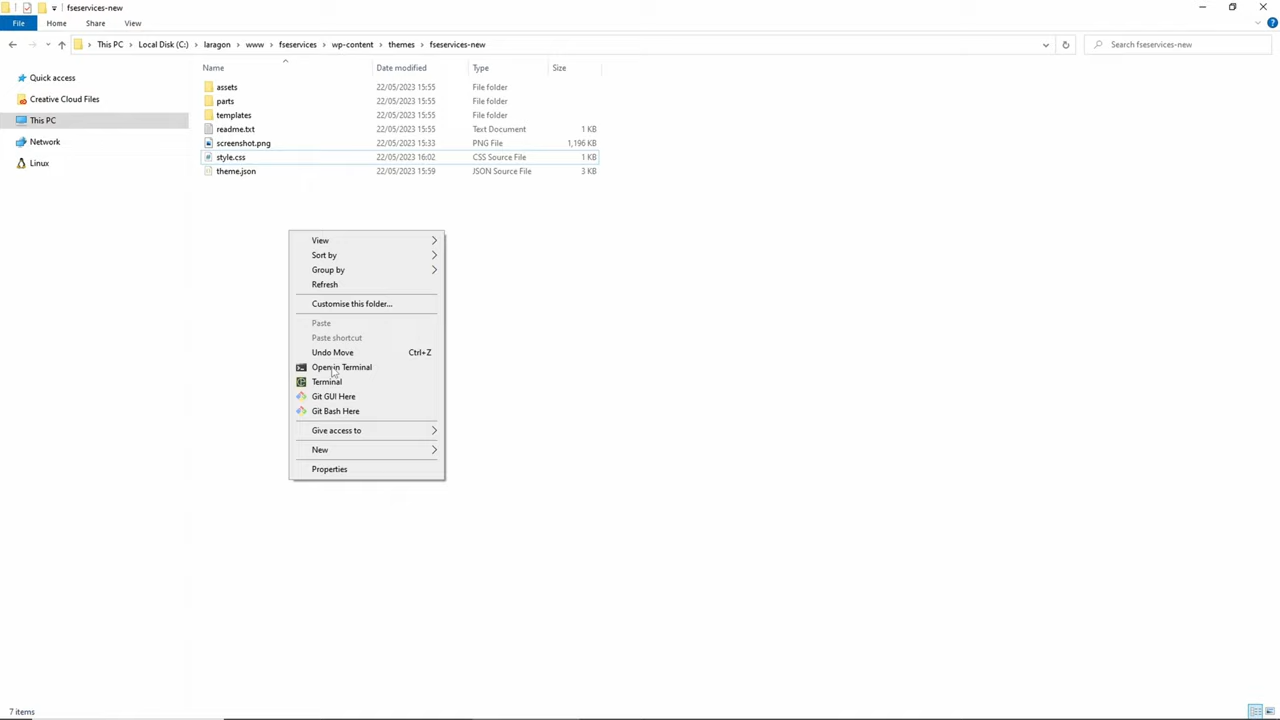 fseservices-new
File Home Share View
This PC Local Disk (C:) laragon www fseservices wp-content themes fseservices-new Search fseservices-new
Name Date modified Type Size
Quick access
Creative Cloud Files
This PC
Network
Linux
assets 22/05/2023 15:55 File folder
parts 22/05/2023 15:55 File folder
templates 22/05/2023 15:55 File folder
readme.txt 22/05/2023 15:55 Text Document 1 KB
screenshot.png 22/05/2023 15:33 PNG File 1,196 KB
style.css 22/05/2023 16:02 CSS Source File 1 KB
theme.json 22/05/2023 15:59 JSON Source File 3 KB
View
Sort by
Group by
Refresh
Customise this folder...
Paste
Paste shortcut
Undo Move Ctrl+Z
Open in Terminal
Terminal
Git GUI Here
Git Bash Here
Give access to
New
Properties
7 items